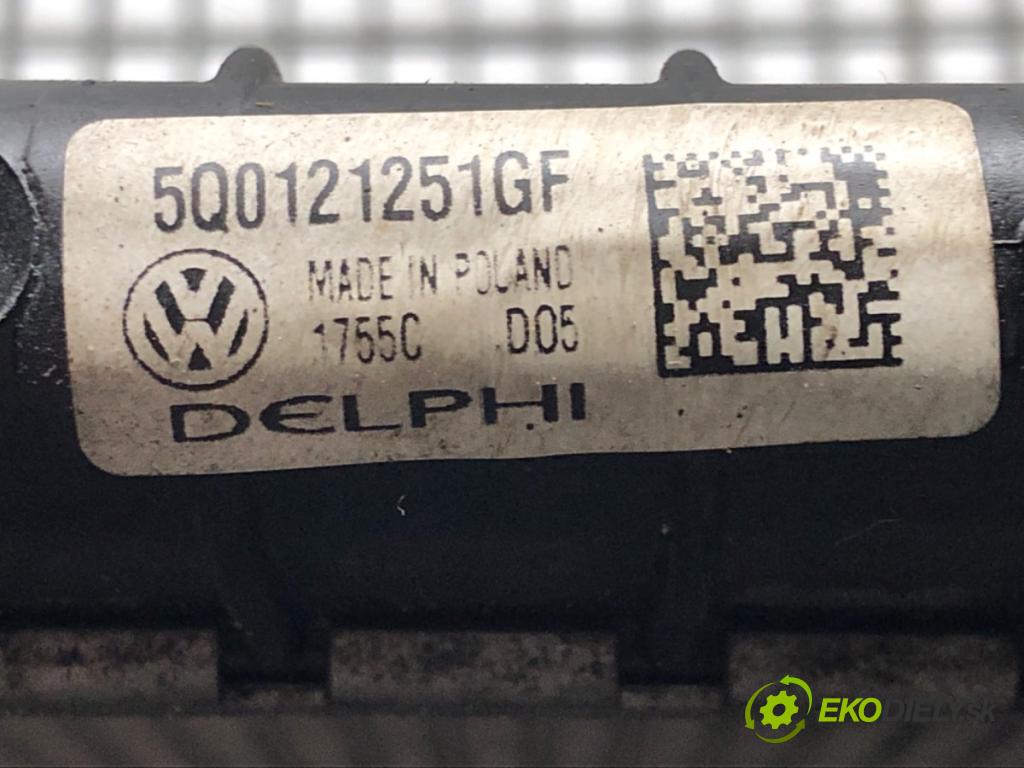 5Q0121251GF
MADE IN POLAND
1755C D05
DELPHI
EKODIELY.SK